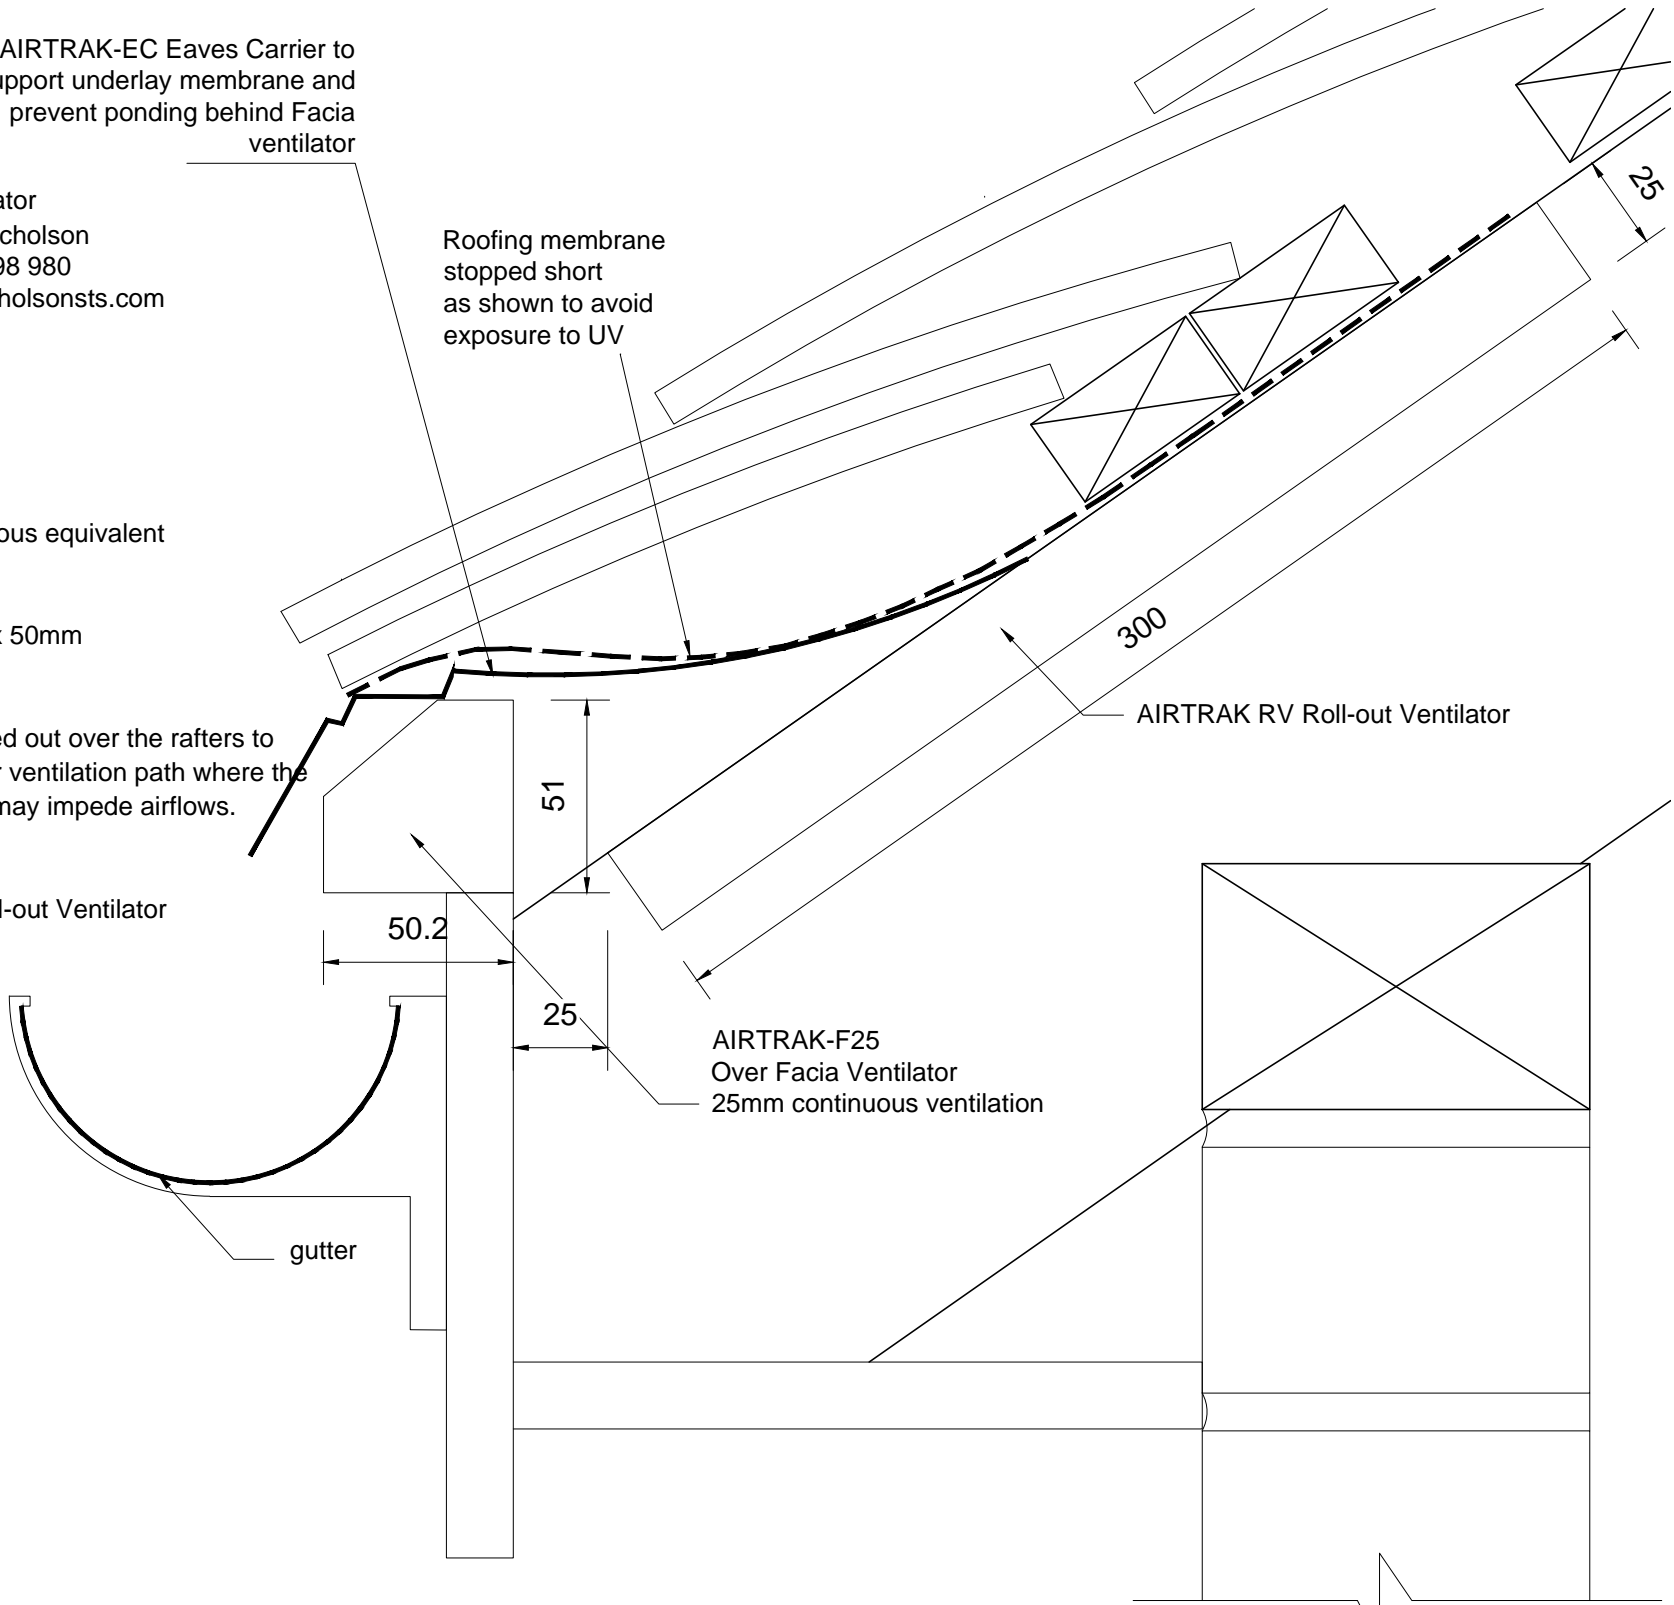 AIRTRAK-EC Eaves Carrier to
upport underlay membrane and
prevent ponding behind Facia
ventilator
ator
cholson
98 980
holsonsts.com
Roofing membrane
stopped short
as shown to avoid
exposure to UV
25
ous equivalent
x 50mm
300
AIRTRAK RV Roll-out Ventilator
ed out over the rafters to
r ventilation path where the
may impede airflows.
51
l-out Ventilator
50.2
25
AIRTRAK-F25
Over Facia Ventilator
25mm continuous ventilation
gutter